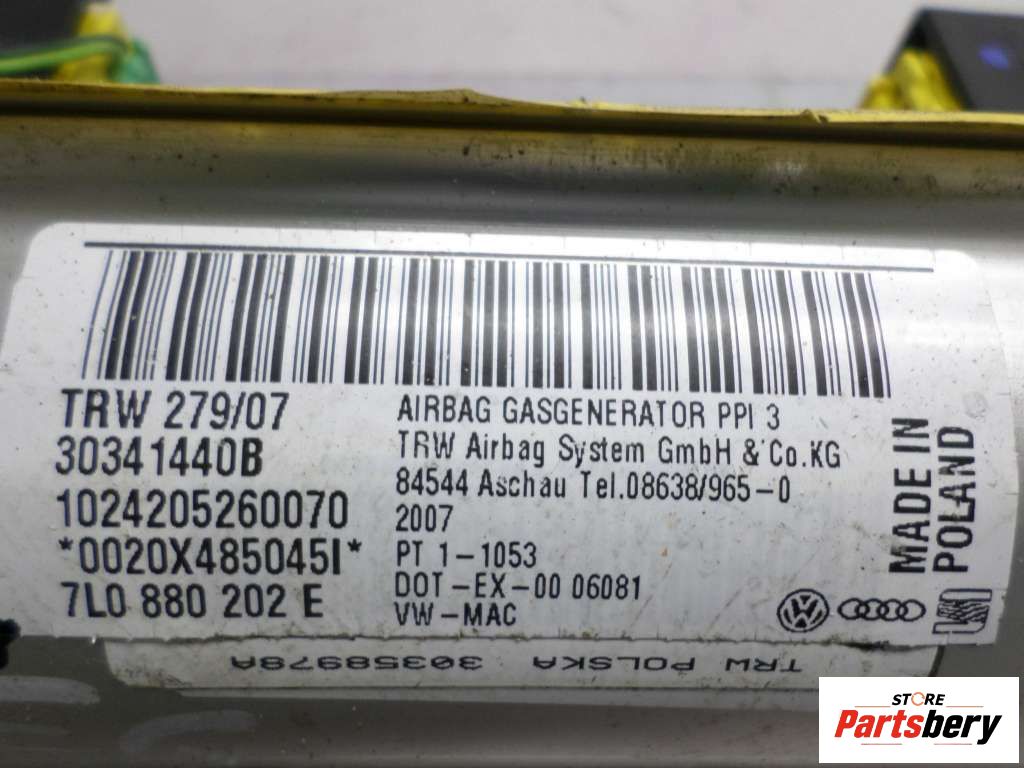 TRW 279/07
30341440B
1024205260070
*0020X485045I*
7L0 880 202 E
AIRBAG GASGENERATOR PPI 3
TRW Airbag System GmbH & Co.KG
84544 Aschau Tel.08638/965-0
2007
PT 1-1053
DOT-EX-00 06081
VW-MAC
MADE IN
POLAND
TRW POLSKA 30358978A
STORE
Partsbery